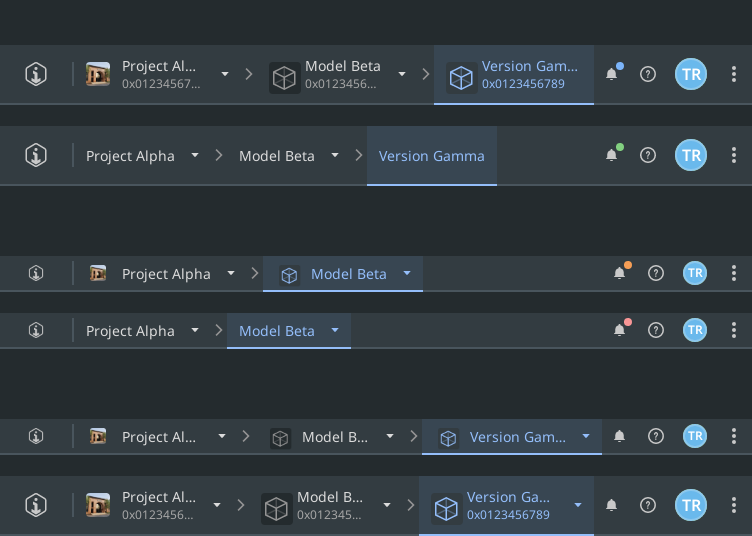 Project Al...
0x01234567...
Model Beta
0x0123456...
Version Gam...
0x0123456789
TR
Project Alpha
Model Beta
Version Gamma
TR
Project Alpha
Model Beta
TR
Project Alpha
Model Beta
TR
Project Al...
Model B...
Version Gam...
TR
Project Al...
0x0123456...
Model B...
0x012345...
Version Ga...
0x0123456789
TR